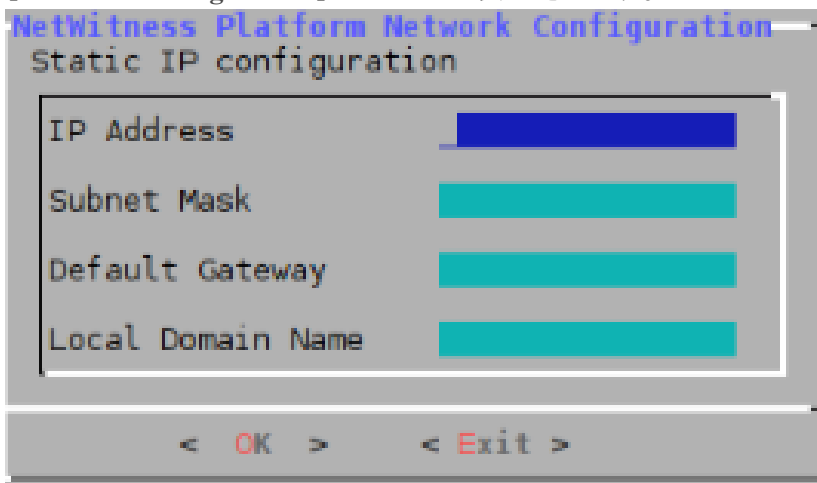 NetWitness Platform Network Configuration
Static IP configuration
IP Address
Subnet Mask
Default Gateway
Local Domain Name
< OK > < Exit >